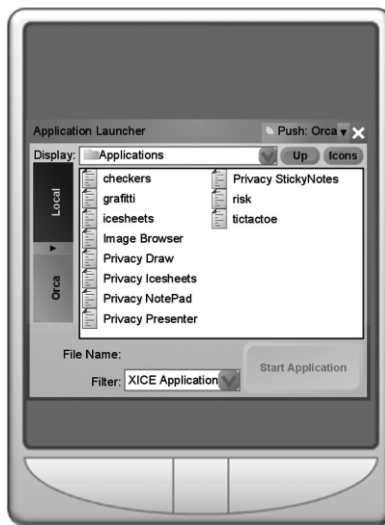 Application Launcher Push: Orca
Display: Applications Up Icons
Local
Orca
checkers
grafitti
icesheets
Image Browser
Privacy Draw
Privacy Icesheets
Privacy NotePad
Privacy Presenter
Privacy StickyNotes
risk
tictactoe
File Name:
Filter: XICE Application
Start Application